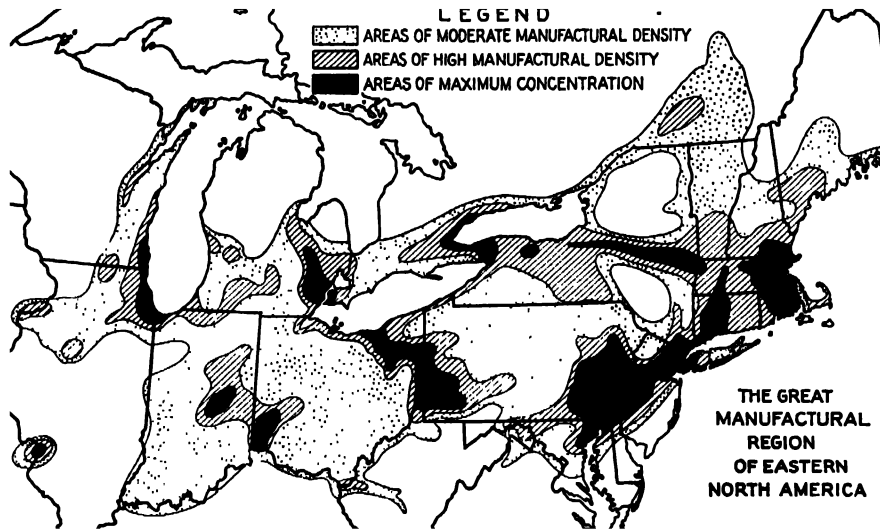 LEGEND
AREAS OF MODERATE MANUFACTURAL DENSITY
AREAS OF HIGH MANUFACTURAL DENSITY
AREAS OF MAXIMUM CONCENTRATION
THE GREAT
MANUFACTURAL
REGION
OF EASTERN
NORTH AMERICA